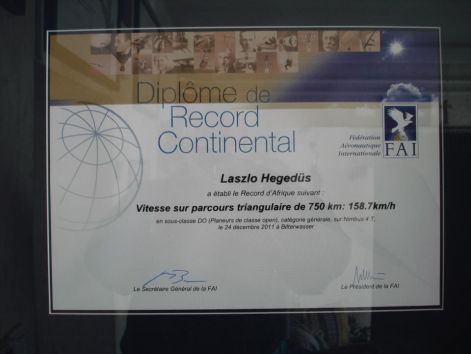 Diplôme de
Record
Continental
Fédération
Aéronautique
Internationale
FAI
Laszlo Hegedüs
a établi le Record d'Afrique suivant :
Vitesse sur parcours triangulaire de 750 km: 158.7km/h
en sous-classe DO (Planeurs de classe open), catégorie générale, sur Nimbus 4 T,
le 24 décembre 2011 à Bitterwasser
Le Secrétaire Général de la FAI
Le Président de la FAI